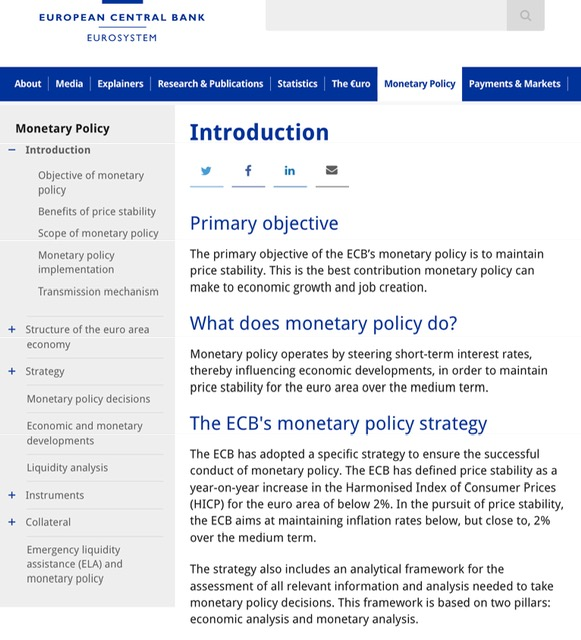 EUROPEAN CENTRAL BANK
EUROSYSTEM
About
Media
Explainers
Research & Publications
Statistics
The €uro
Monetary Policy
Payments & Markets
Monetary Policy
− Introduction
Objective of monetary
policy
Benefits of price stability
Scope of monetary policy
Monetary policy
implementation
Transmission mechanism
+ Structure of the euro area
economy
+ Strategy
Monetary policy decisions
Economic and monetary
developments
Liquidity analysis
+ Instruments
+ Collateral
Emergency liquidity
assistance (ELA) and
monetary policy
Introduction
Primary objective
The primary objective of the ECB’s monetary policy is to maintain
price stability. This is the best contribution monetary policy can
make to economic growth and job creation.
What does monetary policy do?
Monetary policy operates by steering short-term interest rates,
thereby influencing economic developments, in order to maintain
price stability for the euro area over the medium term.
The ECB's monetary policy strategy
The ECB has adopted a specific strategy to ensure the successful
conduct of monetary policy. The ECB has defined price stability as a
year-on-year increase in the Harmonised Index of Consumer Prices
(HICP) for the euro area of below 2%. In the pursuit of price stability,
the ECB aims at maintaining inflation rates below, but close to, 2%
over the medium term.
The strategy also includes an analytical framework for the
assessment of all relevant information and analysis needed to take
monetary policy decisions. This framework is based on two pillars:
economic analysis and monetary analysis.